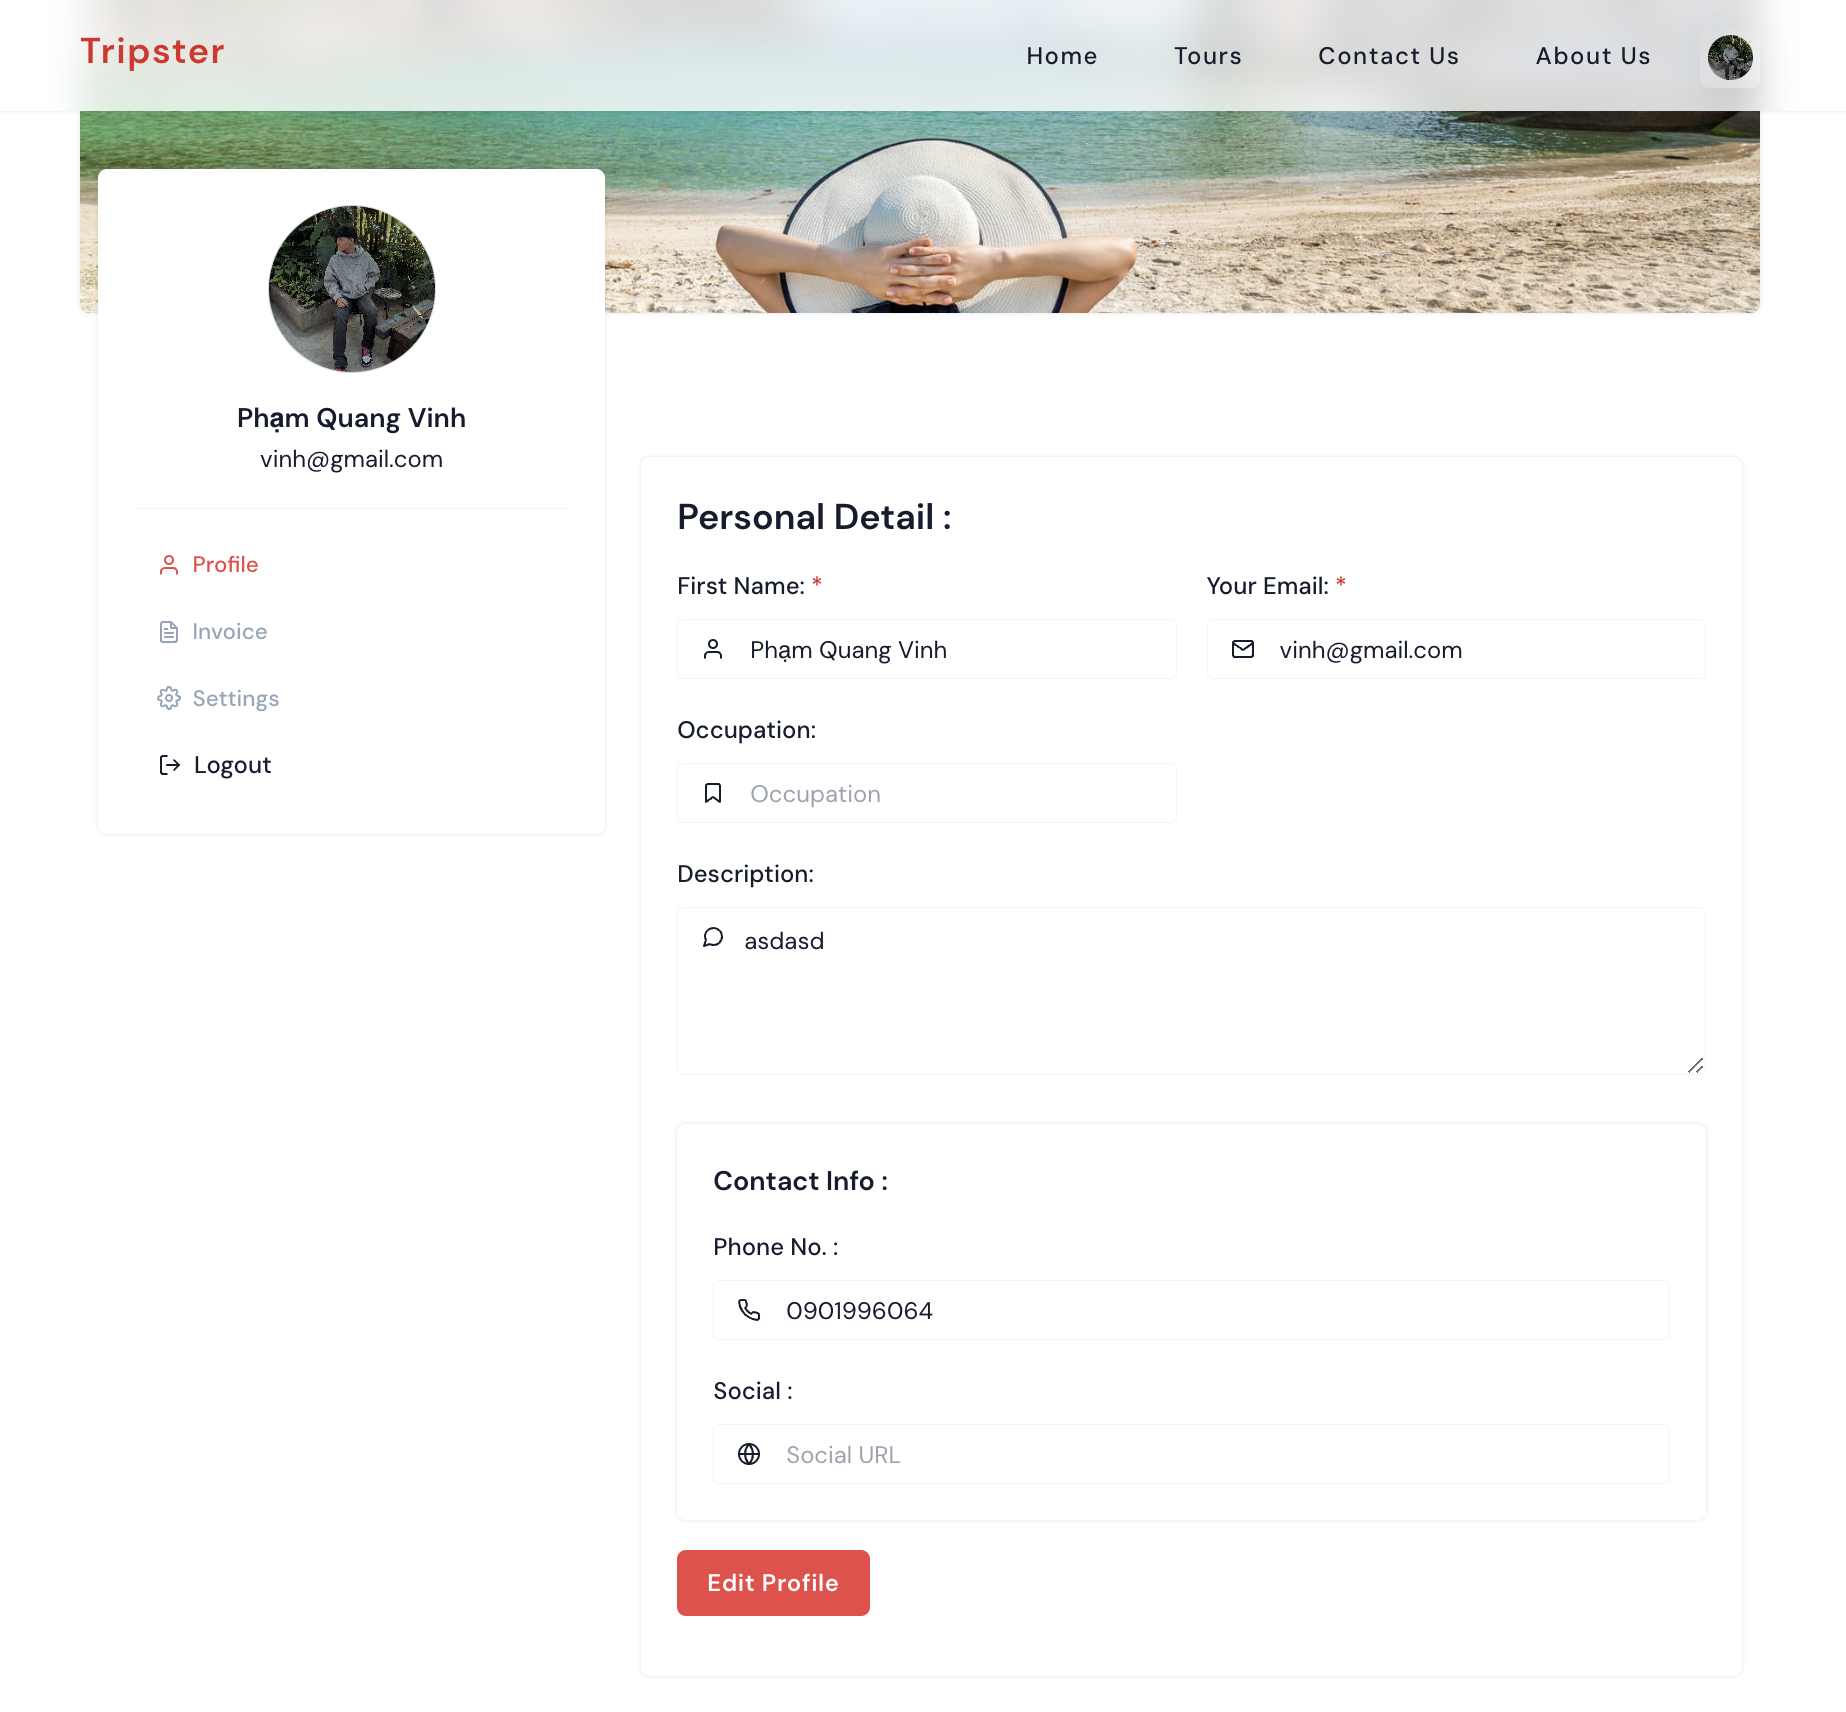 Tripster
Home Tours Contact Us About Us
Phạm Quang Vinh
vinh@gmail.com
Profile
Invoice
Settings
Logout
Personal Detail :
First Name: * Your Email: *
Phạm Quang Vinh vinh@gmail.com
Occupation:
Occupation
Description:
asdasd
Contact Info :
Phone No. :
0901996064
Social :
Social URL
Edit Profile